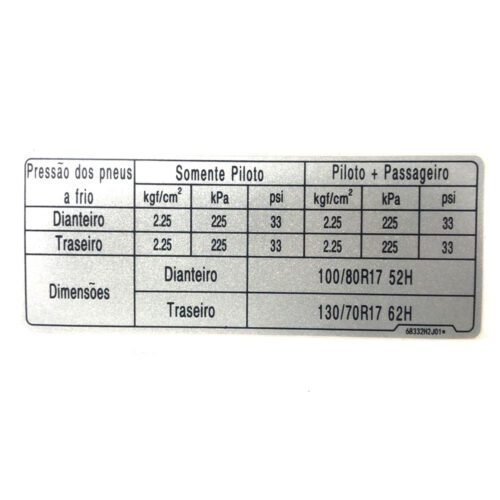 Pressão dos pneus a frio Somente Piloto Piloto + Passageiro
kgf/cm² kPa psi kgf/cm² kPa psi
Dianteiro 2.25 225 33 2.25 225 33
Traseiro 2.25 225 33 2.25 225 33
Dimensões Dianteiro 100/80R17 52H
Traseiro 130/70R17 62H
68332H2J01*